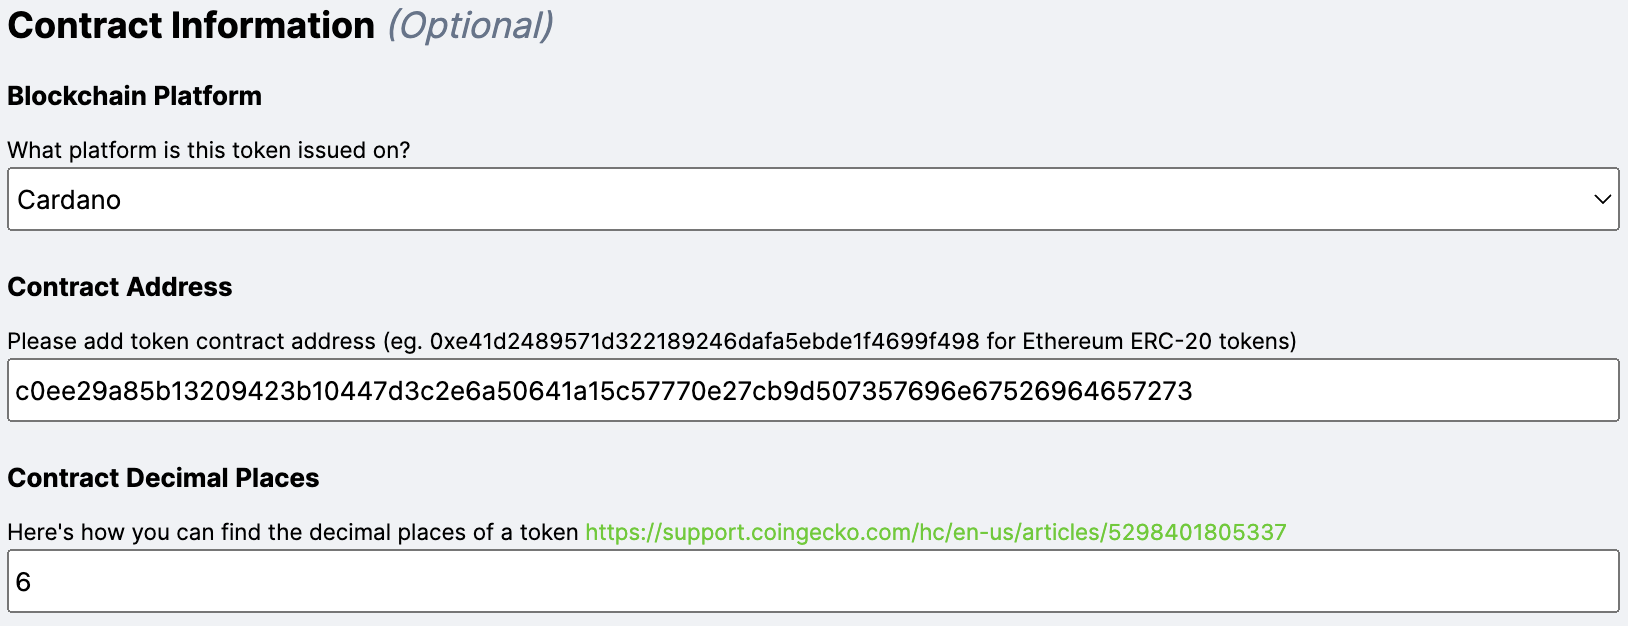 Contract Information (Optional)
Blockchain Platform
What platform is this token issued on?
Cardano
Contract Address
Please add token contract address (eg. 0xe41d2489571d322189246dafa5ebde1f4699f498 for Ethereum ERC-20 tokens)
c0ee29a85b13209423b10447d3c2e6a50641a15c57770e27cb9d507357696e67526964657273
Contract Decimal Places
Here's how you can find the decimal places of a token https://support.coingecko.com/hc/en-us/articles/5298401805337
6